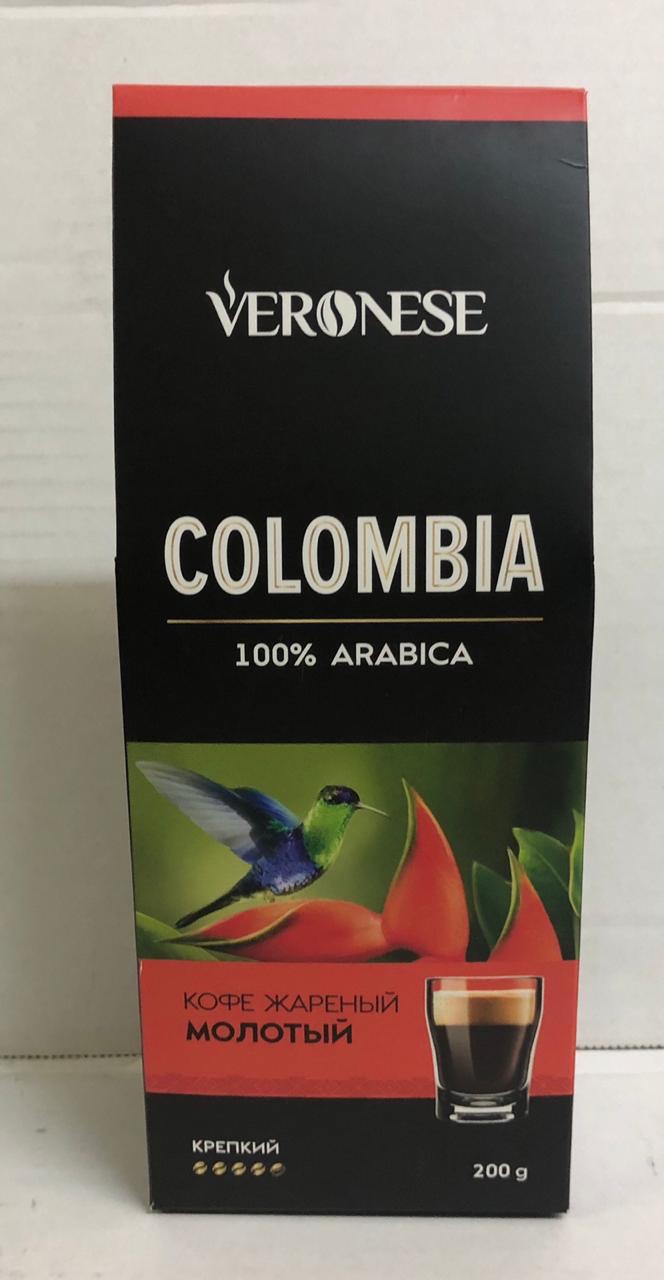 VERONESE
COLOMBIA
100% ARABICA
КОФЕ ЖАРЕНЫЙ
МОЛОТЫЙ
КРЕПКИЙ
200 g